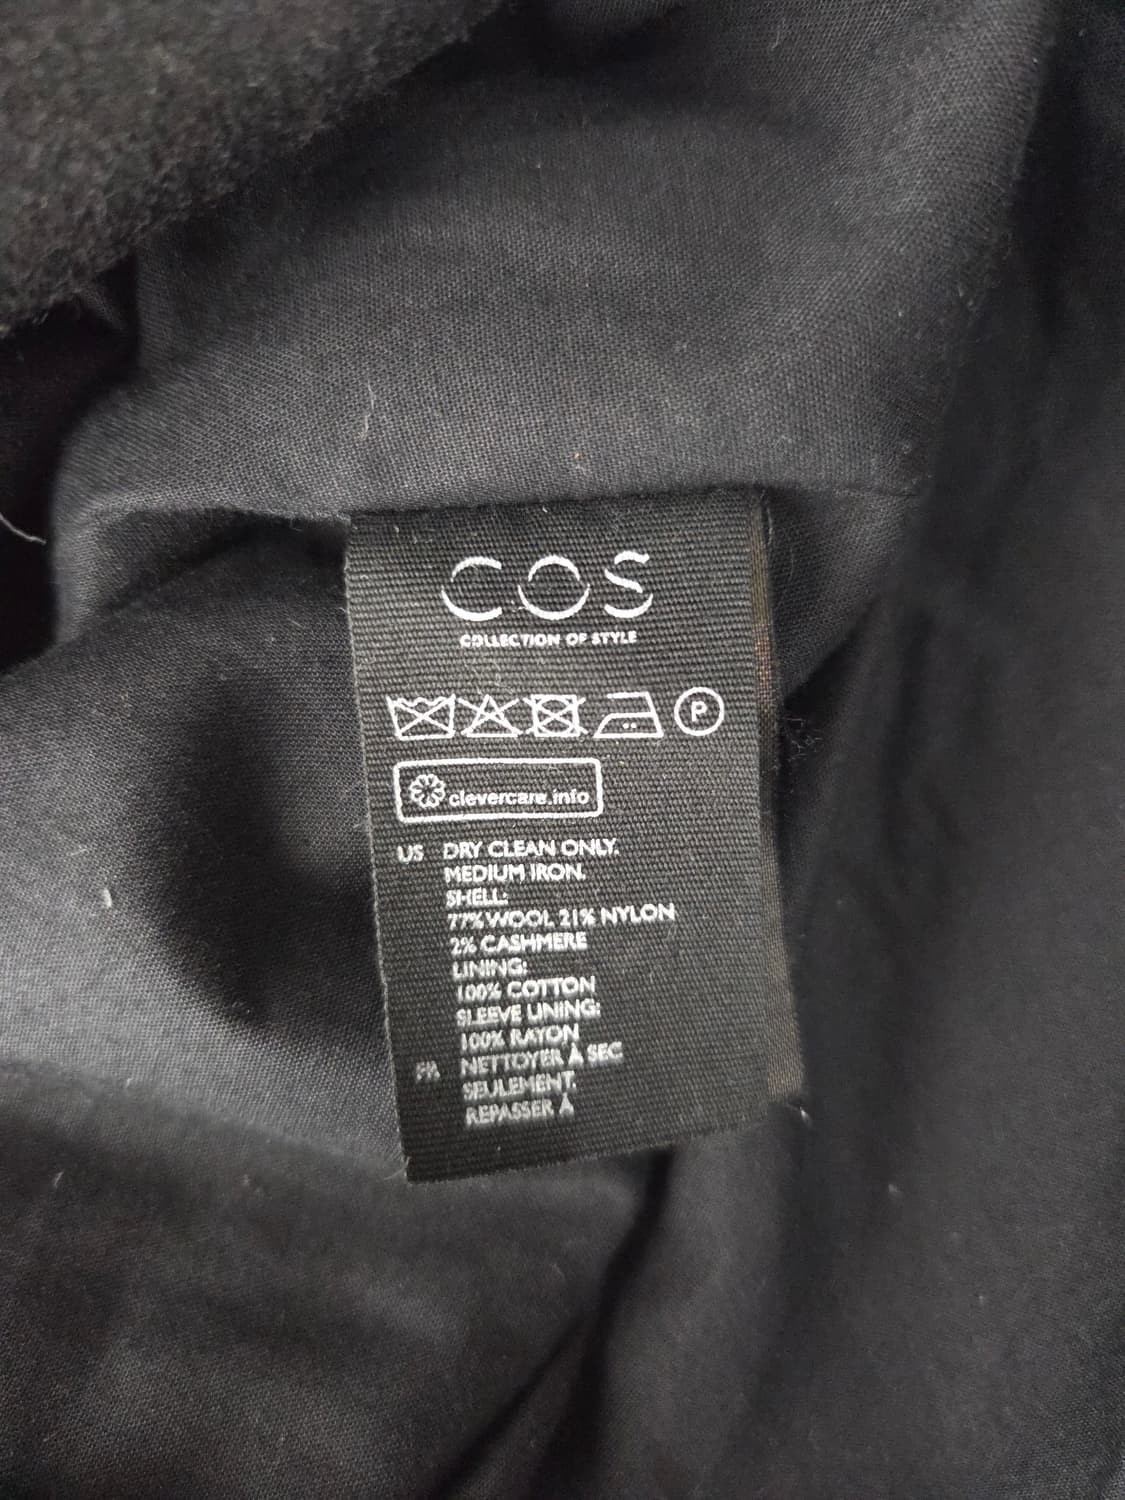 COS
COLLECTION OF STYLE
P
clevercare.info
US DRY CLEAN ONLY.
MEDIUM IRON.
SHELL:
77% WOOL 21% NYLON
2% CASHMERE
LINING:
100% COTTON
SLEEVE LINING:
100% RAYON
FR NETTOYER À SEC
SEULEMENT.
REPASSER À